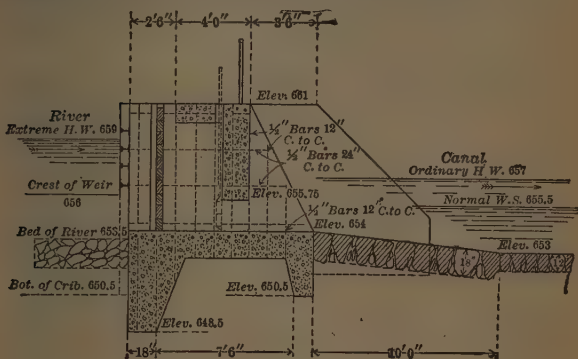 2'6" 4'0" 3'6"
Elev. 661
River
Extreme H.W. 659
½" Bars 12"
C. to C.
½" Bars 24"
C. to C.
Canal
Ordinary H.W. 657
Crest of Weir
656
Elev. 655.75
Normal W.S. 655.5
½" Bars 12" C. to C.
Elev. 654
Bed of River 653.5
Elev. 653
18"
12"
Bot. of Crib. 650.5
Elev. 650.5
Elev. 648.5
18" 7'6" 10'0"